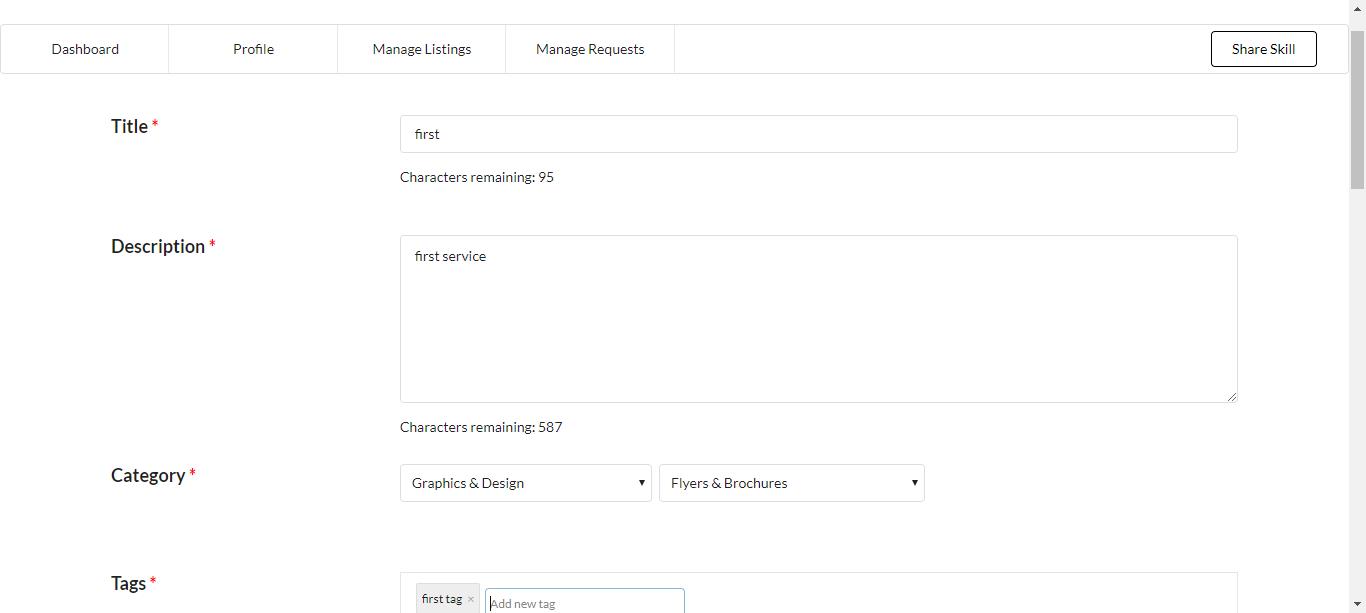 Dashboard Profile Manage Listings Manage Requests Share Skill
Title * first
Characters remaining: 95
Description * first service
Characters remaining: 587
Category * Graphics & Design Flyers & Brochures
Tags * first tag × Add new tag